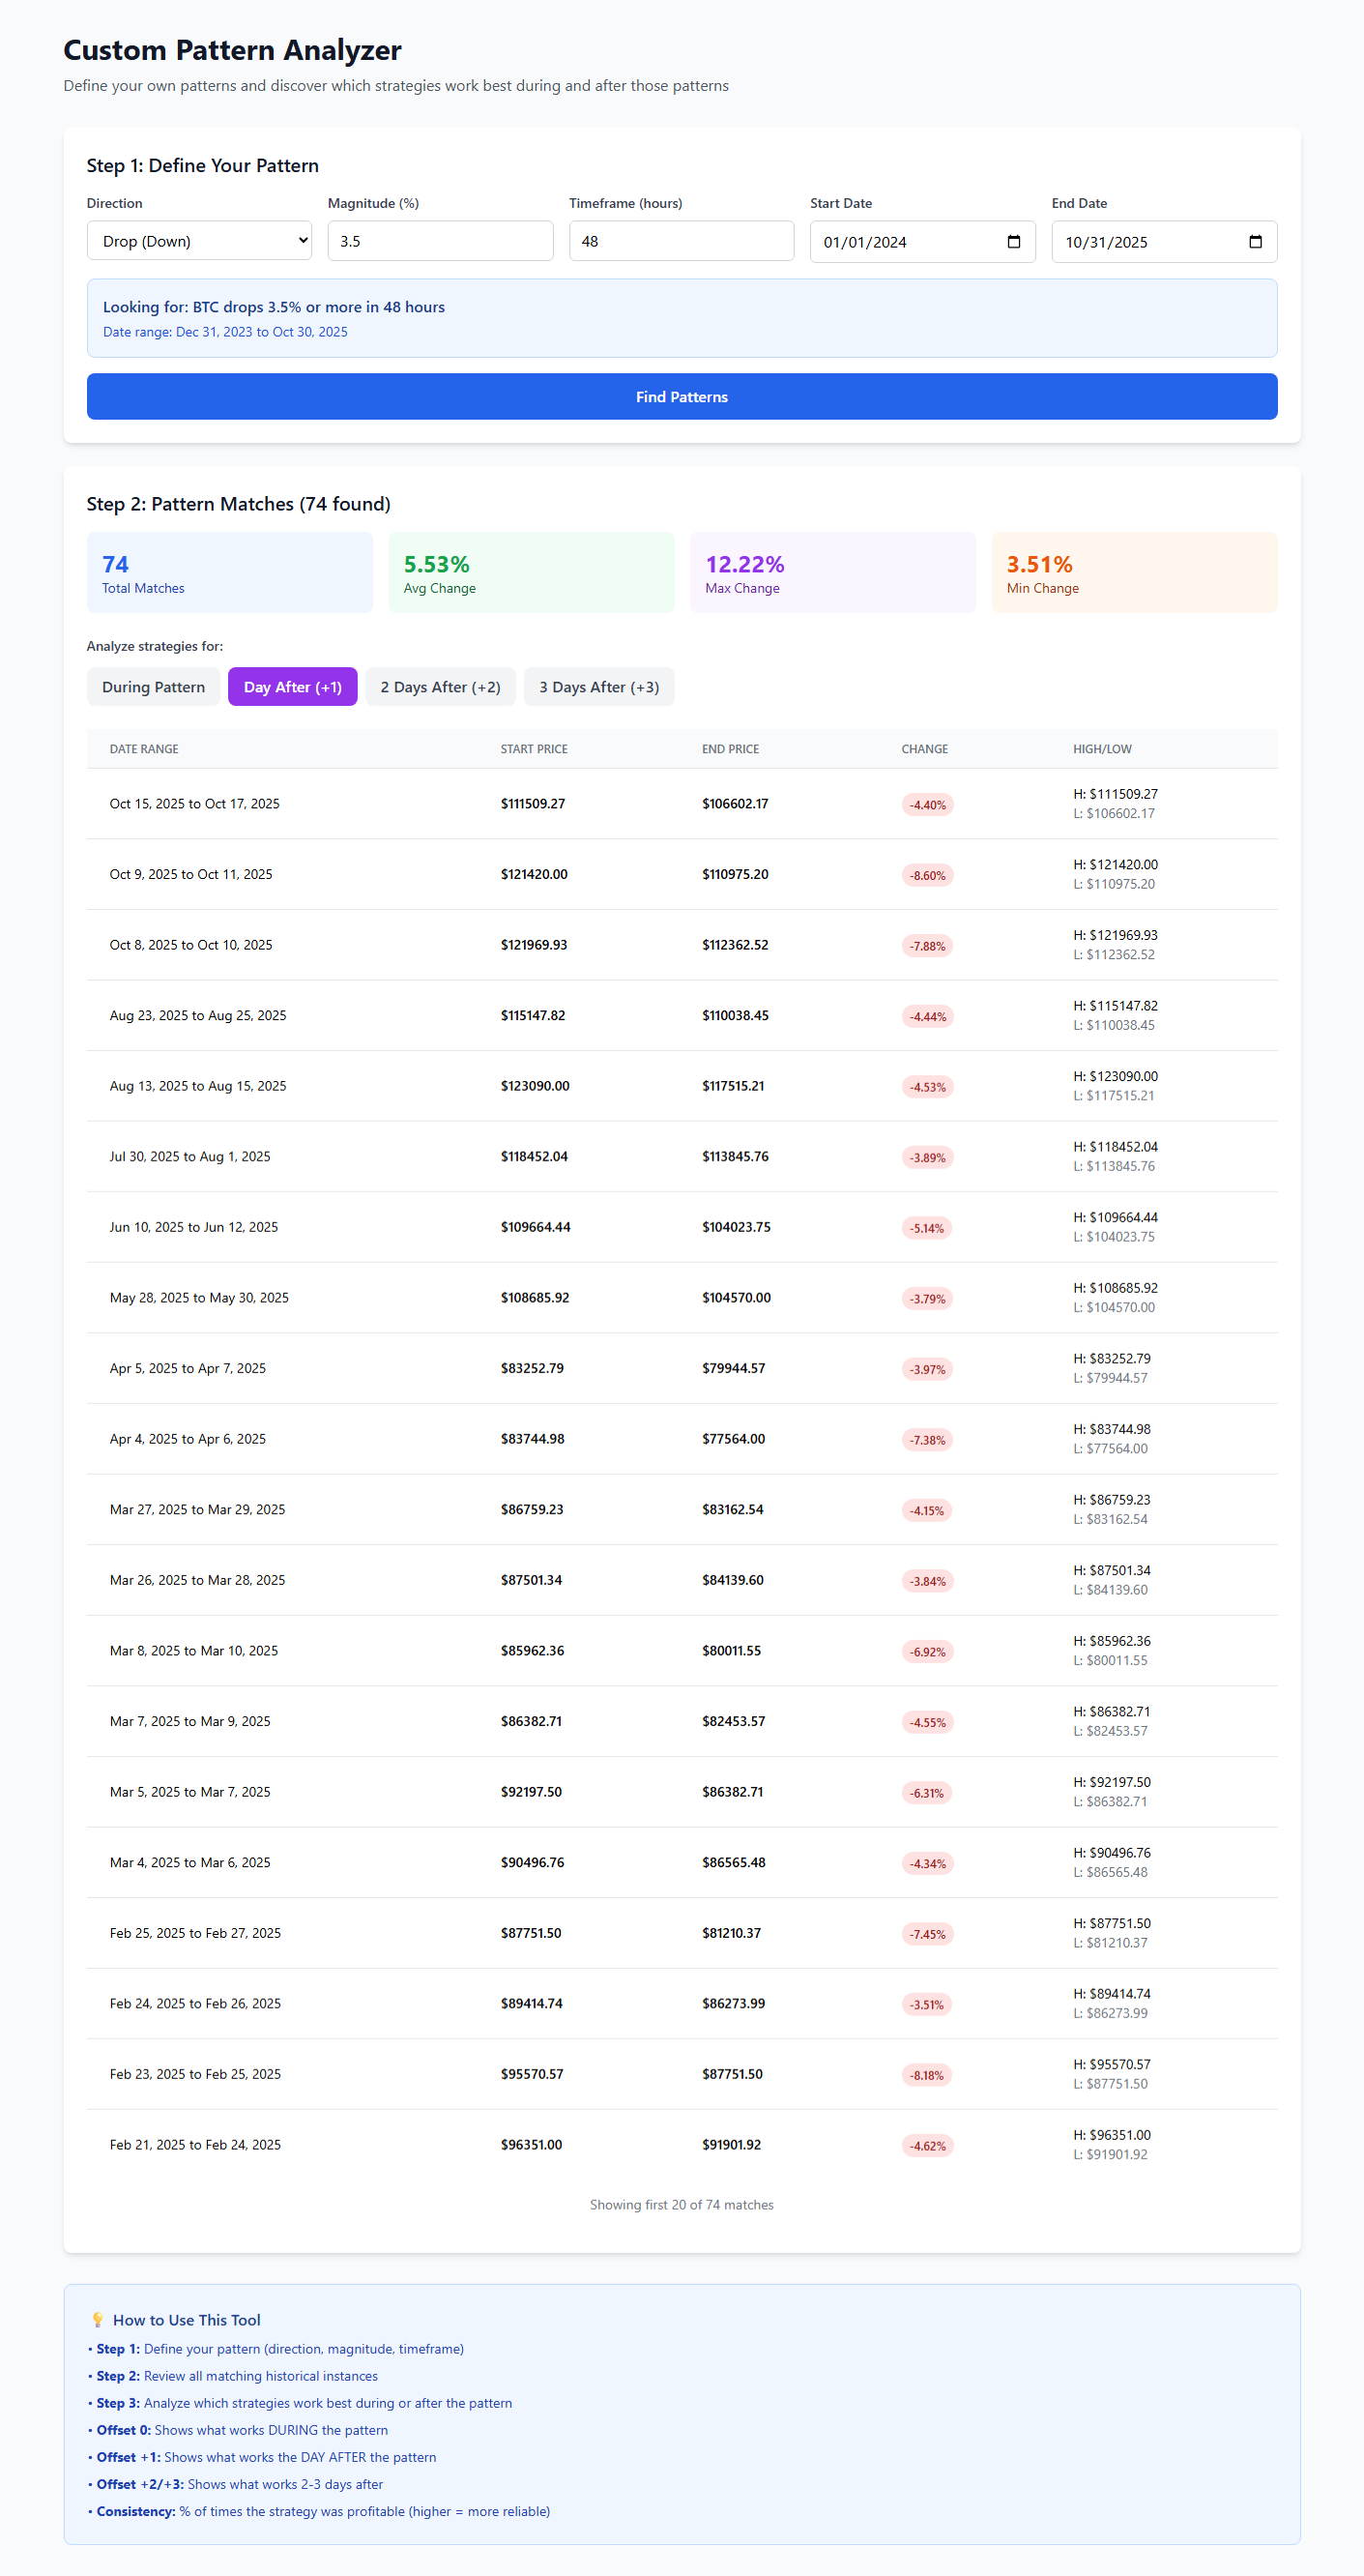 Custom Pattern Analyzer
Define your own patterns and discover which strategies work best during and after those patterns
Step 1: Define Your Pattern
Direction Magnitude (%) Timeframe (hours) Start Date End Date
Drop (Down) 3.5 48 01/01/2024 10/31/2025
Looking for: BTC drops 3.5% or more in 48 hours
Date range: Dec 31, 2023 to Oct 30, 2025
Find Patterns
Step 2: Pattern Matches (74 found)
74 5.53% 12.22% 3.51%
Total Matches Avg Change Max Change Min Change
Analyze strategies for:
During Pattern Day After (+1) 2 Days After (+2) 3 Days After (+3)
DATE RANGE START PRICE END PRICE CHANGE HIGH/LOW
Oct 15, 2025 to Oct 17, 2025 $111509.27 $106602.17 -4.40% H: $111509.27
L: $106602.17
Oct 9, 2025 to Oct 11, 2025 $121420.00 $110975.20 -8.60% H: $121420.00
L: $110975.20
Oct 8, 2025 to Oct 10, 2025 $121969.93 $112362.52 -7.88% H: $121969.93
L: $112362.52
Aug 23, 2025 to Aug 25, 2025 $115147.82 $110038.45 -4.44% H: $115147.82
L: $110038.45
Aug 13, 2025 to Aug 15, 2025 $123090.00 $117515.21 -4.53% H: $123090.00
L: $117515.21
Jul 30, 2025 to Aug 1, 2025 $118452.04 $113845.76 -3.89% H: $118452.04
L: $113845.76
Jun 10, 2025 to Jun 12, 2025 $109664.44 $104023.75 -5.14% H: $109664.44
L: $104023.75
May 28, 2025 to May 30, 2025 $108685.92 $104570.00 -3.79% H: $108685.92
L: $104570.00
Apr 5, 2025 to Apr 7, 2025 $83252.79 $79944.57 -3.97% H: $83252.79
L: $79944.57
Apr 4, 2025 to Apr 6, 2025 $83744.98 $77564.00 -7.38% H: $83744.98
L: $77564.00
Mar 27, 2025 to Mar 29, 2025 $86759.23 $83162.54 -4.15% H: $86759.23
L: $83162.54
Mar 26, 2025 to Mar 28, 2025 $87501.34 $84139.60 -3.84% H: $87501.34
L: $84139.60
Mar 8, 2025 to Mar 10, 2025 $85962.36 $80011.55 -6.92% H: $85962.36
L: $80011.55
Mar 7, 2025 to Mar 9, 2025 $86382.71 $82453.57 -4.55% H: $86382.71
L: $82453.57
Mar 5, 2025 to Mar 7, 2025 $92197.50 $86382.71 -6.31% H: $92197.50
L: $86382.71
Mar 4, 2025 to Mar 6, 2025 $90496.76 $86565.48 -4.34% H: $90496.76
L: $86565.48
Feb 25, 2025 to Feb 27, 2025 $87751.50 $81210.37 -7.45% H: $87751.50
L: $81210.37
Feb 24, 2025 to Feb 26, 2025 $89414.74 $86273.99 -3.51% H: $89414.74
L: $86273.99
Feb 23, 2025 to Feb 25, 2025 $95570.57 $87751.50 -8.18% H: $95570.57
L: $87751.50
Feb 21, 2025 to Feb 24, 2025 $96351.00 $91901.92 -4.62% H: $96351.00
L: $91901.92
Showing first 20 of 74 matches
💡 How to Use This Tool
• Step 1: Define your pattern (direction, magnitude, timeframe)
• Step 2: Review all matching historical instances
• Step 3: Analyze which strategies work best during or after the pattern
• Offset 0: Shows what works DURING the pattern
• Offset +1: Shows what works the DAY AFTER the pattern
• Offset +2/+3: Shows what works 2-3 days after
• Consistency: % of times the strategy was profitable (higher = more reliable)